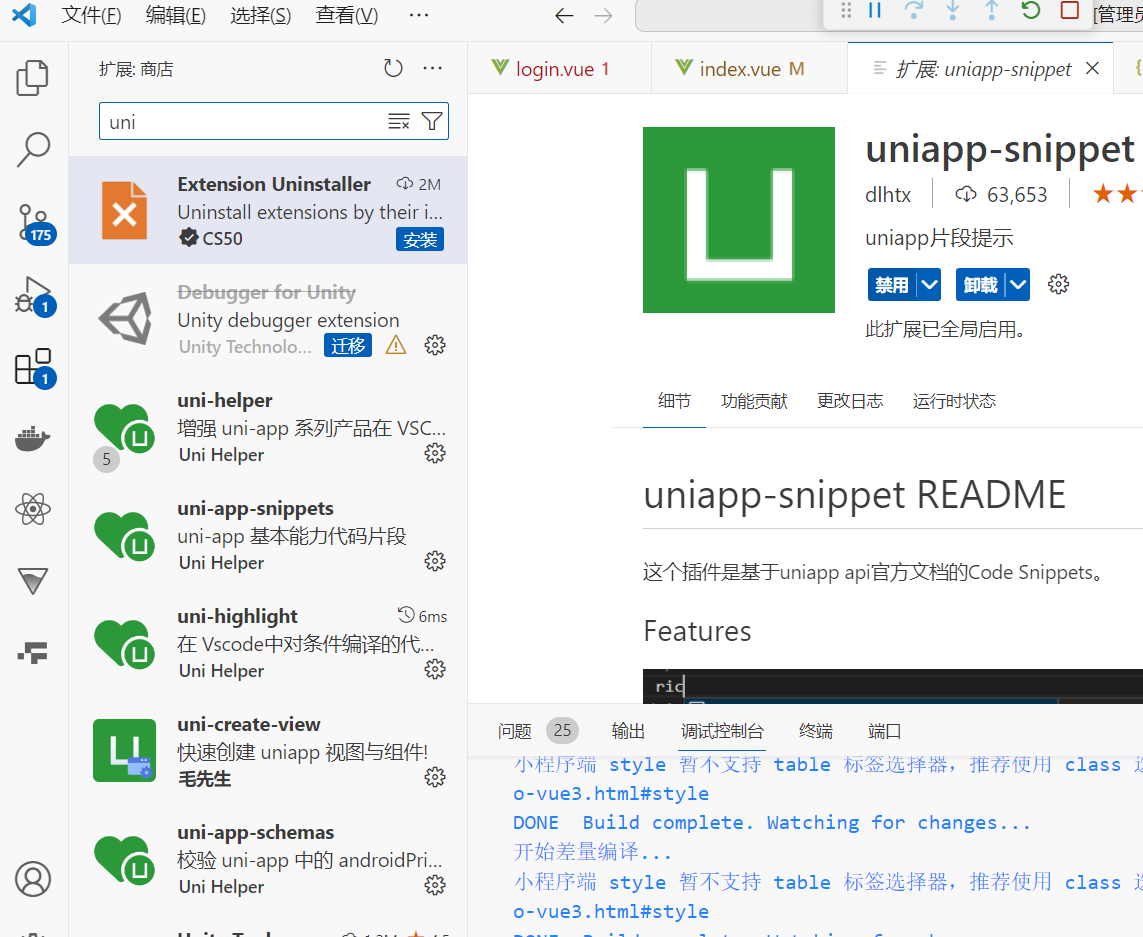 文件(F) 编辑(E) 选择(S) 查看(V) ···
[管理员
扩展: 商店
uni
Extension Uninstaller 2M
Uninstall extensions by their i...
CS50 安装
Debugger for Unity
Unity debugger extension
Unity Technolo... 迁移
uni-helper
增强 uni-app 系列产品在 VSC...
Uni Helper
5
uni-app-snippets
uni-app 基本能力代码片段
Uni Helper
uni-highlight 6ms
在 Vscode中对条件编译的代...
Uni Helper
uni-create-view
快速创建 uniapp 视图与组件!
毛先生
uni-app-schemas
校验 uni-app 中的 androidPri...
Uni Helper
175
1
1
login.vue 1 index.vue M 扩展: uniapp-snippet
uniapp-snippet
dlhtx 63,653
uniapp片段提示
禁用 卸载
此扩展已全局启用。
细节 功能贡献 更改日志 运行时状态
uniapp-snippet README
这个插件是基于uniapp api官方文档的Code Snippets。
Features
ric
问题 25 输出 调试控制台 终端 端口
小程序端 style 暂不支持 table 标签选择器，推荐使用 class 选
o-vue3.html#style
DONE Build complete. Watching for changes...
开始差量编译...
小程序端 style 暂不支持 table 标签选择器，推荐使用 class 选
o-vue3.html#style